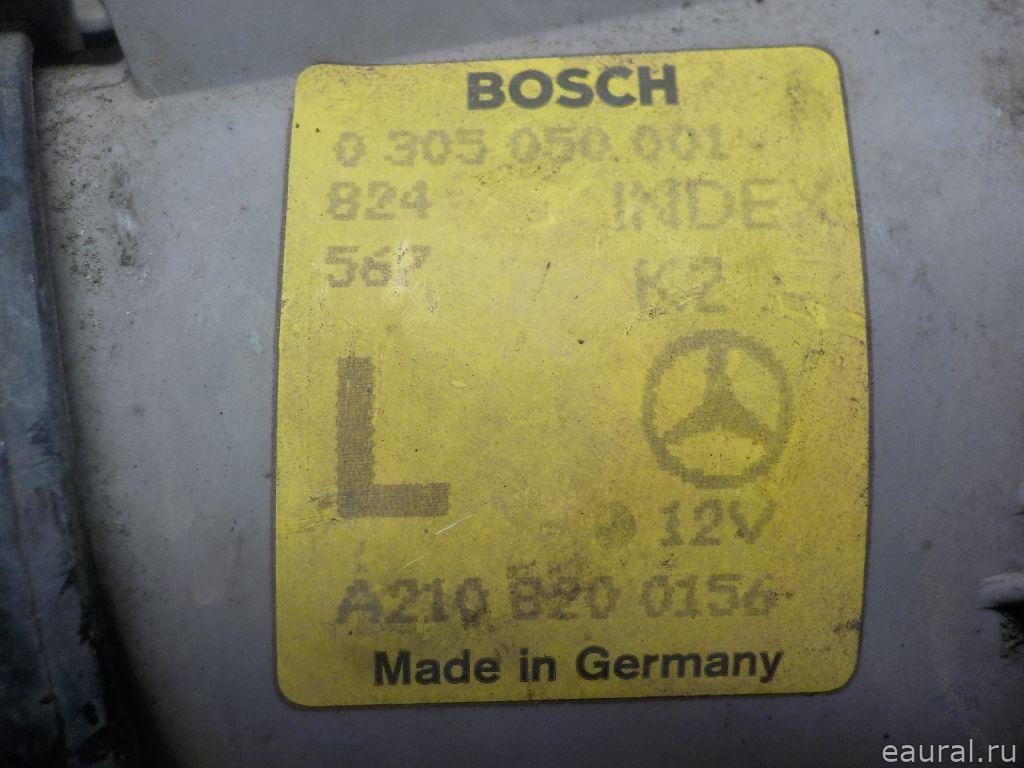 BOSCH
0 305 050 001
824 INDEX
567 K2
L
12V
A210 820 0156
Made in Germany
eaural.ru